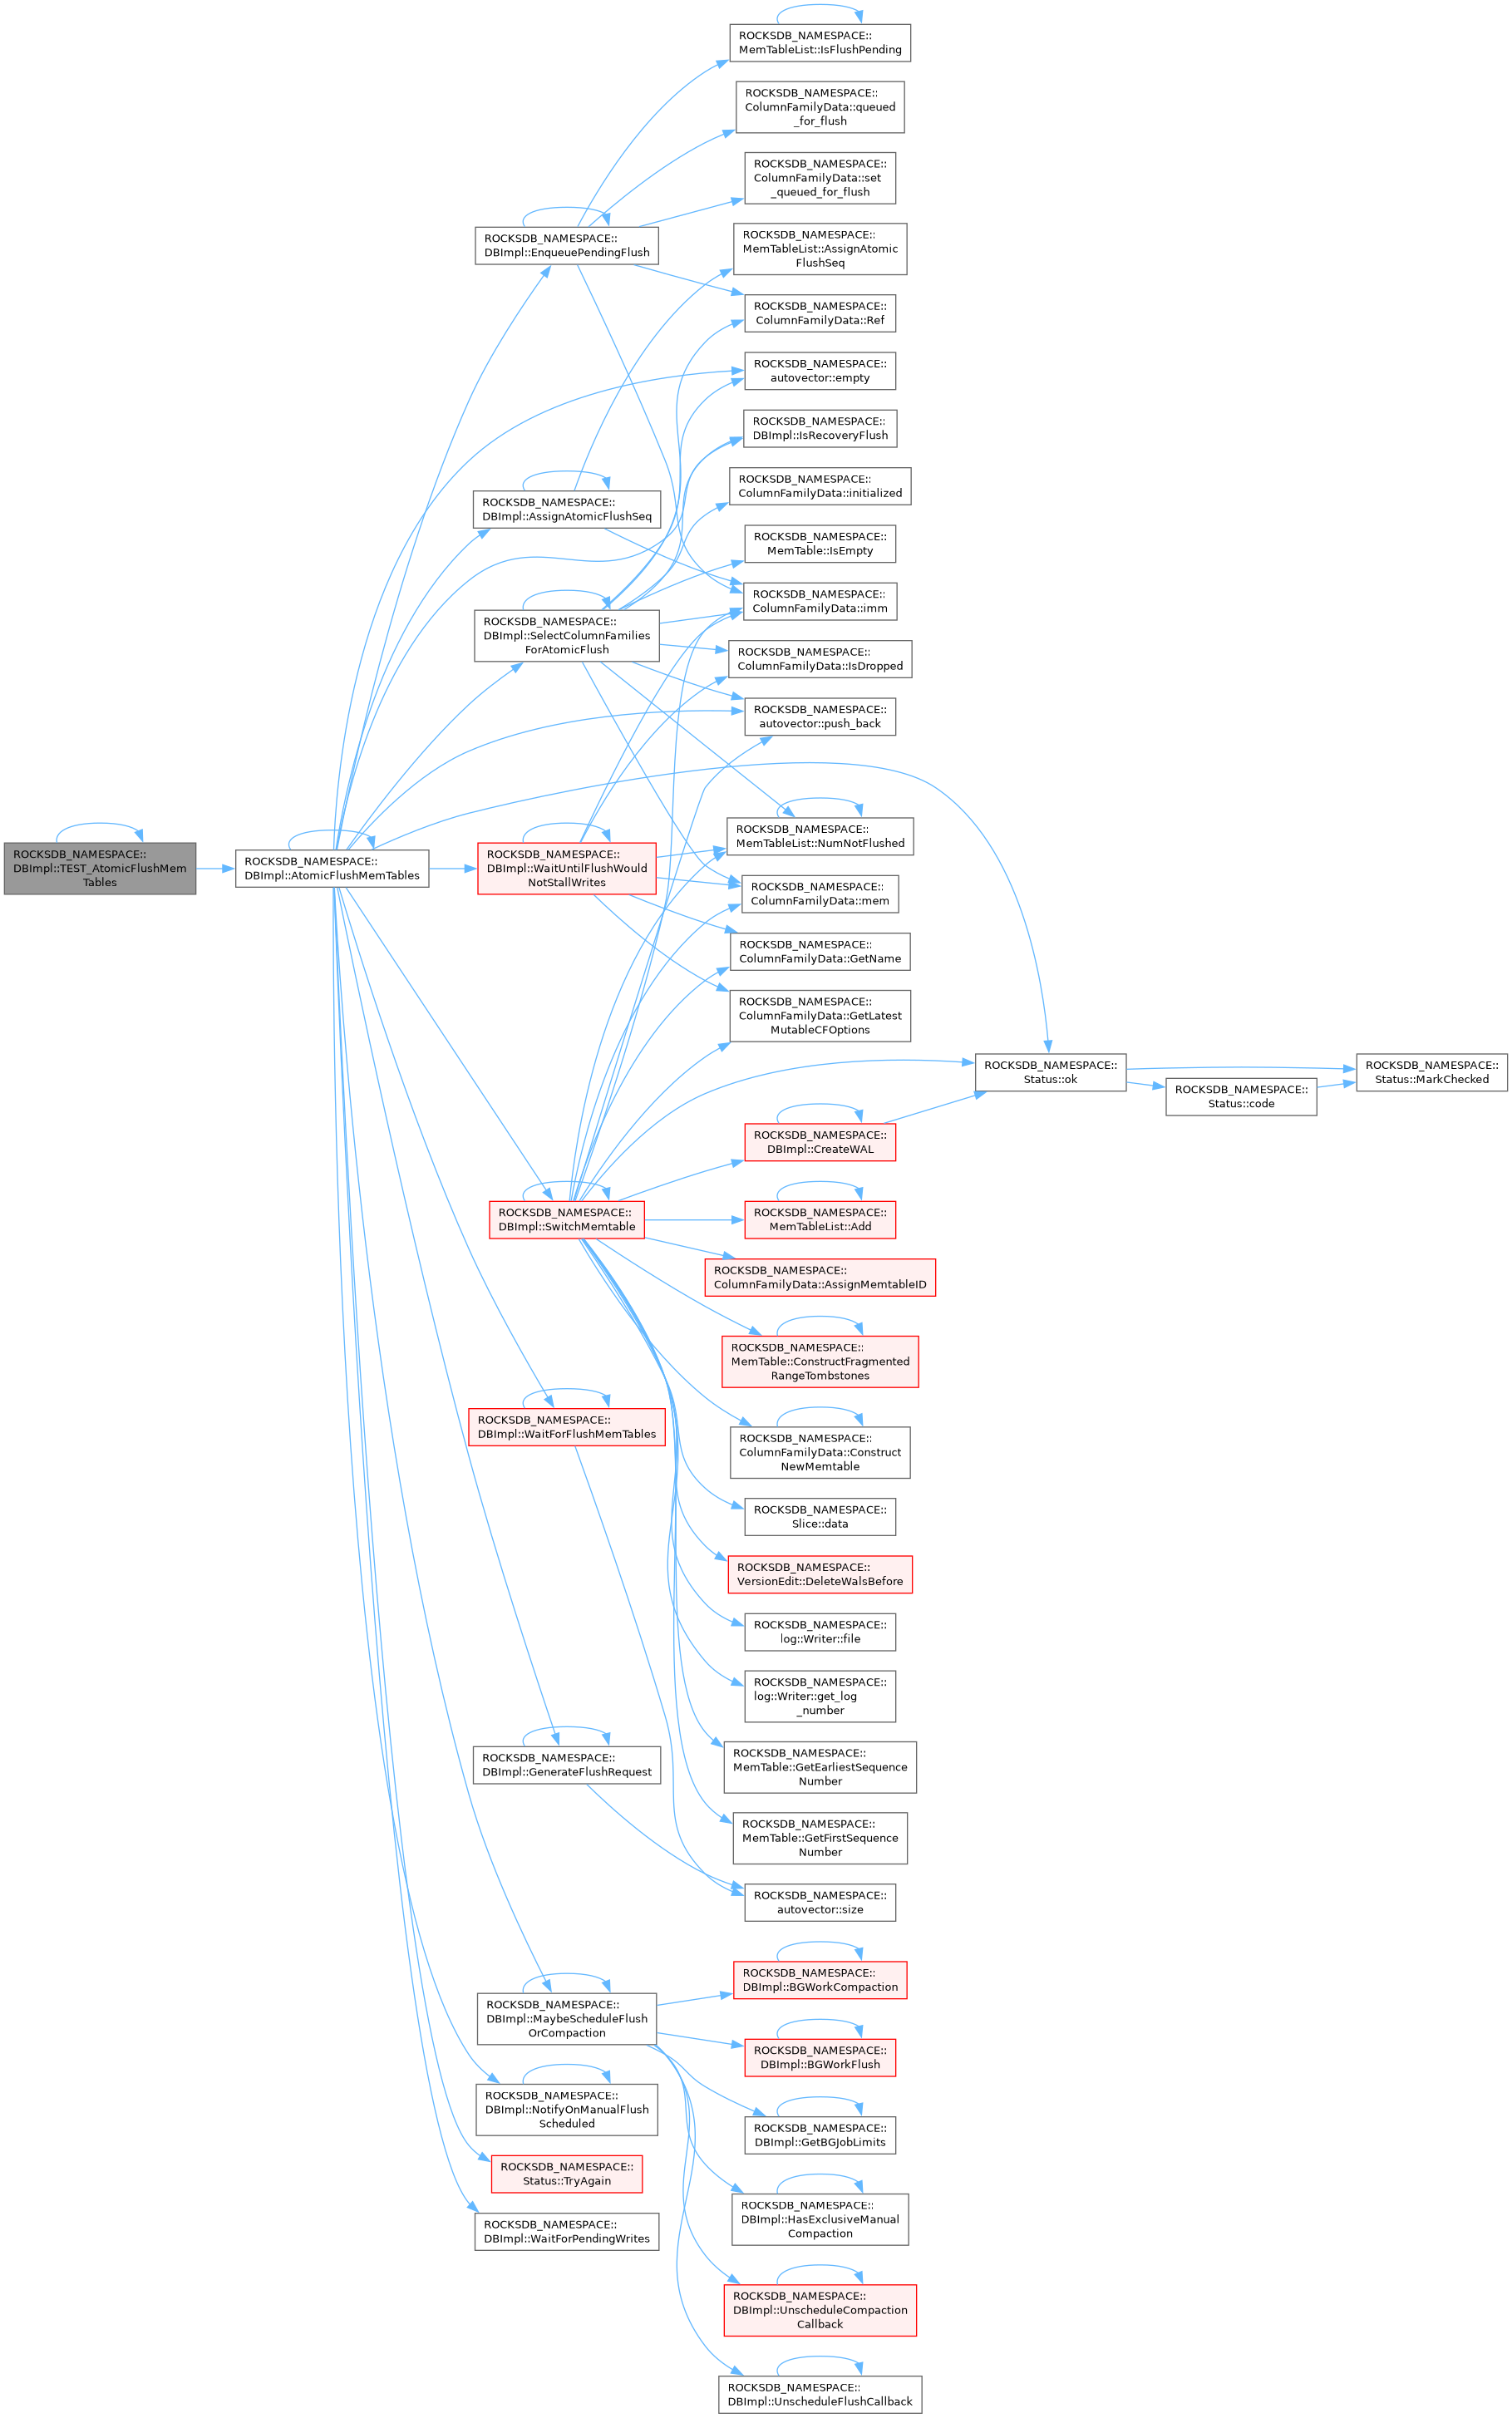 ROCKSDB_NAMESPACE::
DBImpl::TEST_AtomicFlushMem
Tables
ROCKSDB_NAMESPACE::
DBImpl::AtomicFlushMemTables
ROCKSDB_NAMESPACE::
DBImpl::EnqueuePendingFlush
ROCKSDB_NAMESPACE::
DBImpl::AssignAtomicFlushSeq
ROCKSDB_NAMESPACE::
DBImpl::SelectColumnFamilies
ForAtomicFlush
ROCKSDB_NAMESPACE::
DBImpl::WaitUntilFlushWould
NotStallWrites
ROCKSDB_NAMESPACE::
DBImpl::SwitchMemtable
ROCKSDB_NAMESPACE::
DBImpl::WaitForFlushMemTables
ROCKSDB_NAMESPACE::
DBImpl::GenerateFlushRequest
ROCKSDB_NAMESPACE::
DBImpl::MaybeScheduleFlush
OrCompaction
ROCKSDB_NAMESPACE::
DBImpl::NotifyOnManualFlush
Scheduled
ROCKSDB_NAMESPACE::
Status::TryAgain
ROCKSDB_NAMESPACE::
DBImpl::WaitForPendingWrites
ROCKSDB_NAMESPACE::
MemTableList::IsFlushPending
ROCKSDB_NAMESPACE::
ColumnFamilyData::queued
_for_flush
ROCKSDB_NAMESPACE::
ColumnFamilyData::set
_queued_for_flush
ROCKSDB_NAMESPACE::
MemTableList::AssignAtomic
FlushSeq
ROCKSDB_NAMESPACE::
ColumnFamilyData::Ref
ROCKSDB_NAMESPACE::
autovector::empty
ROCKSDB_NAMESPACE::
DBImpl::IsRecoveryFlush
ROCKSDB_NAMESPACE::
ColumnFamilyData::initialized
ROCKSDB_NAMESPACE::
MemTable::IsEmpty
ROCKSDB_NAMESPACE::
ColumnFamilyData::imm
ROCKSDB_NAMESPACE::
ColumnFamilyData::IsDropped
ROCKSDB_NAMESPACE::
autovector::push_back
ROCKSDB_NAMESPACE::
MemTableList::NumNotFlushed
ROCKSDB_NAMESPACE::
ColumnFamilyData::mem
ROCKSDB_NAMESPACE::
ColumnFamilyData::GetName
ROCKSDB_NAMESPACE::
ColumnFamilyData::GetLatest
MutableCFOptions
ROCKSDB_NAMESPACE::
DBImpl::CreateWAL
ROCKSDB_NAMESPACE::
MemTableList::Add
ROCKSDB_NAMESPACE::
ColumnFamilyData::AssignMemtableID
ROCKSDB_NAMESPACE::
MemTable::ConstructFragmented
RangeTombstones
ROCKSDB_NAMESPACE::
ColumnFamilyData::Construct
NewMemtable
ROCKSDB_NAMESPACE::
Slice::data
ROCKSDB_NAMESPACE::
VersionEdit::DeleteWalsBefore
ROCKSDB_NAMESPACE::
log::Writer::file
ROCKSDB_NAMESPACE::
log::Writer::get_log
_number
ROCKSDB_NAMESPACE::
MemTable::GetEarliestSequence
Number
ROCKSDB_NAMESPACE::
MemTable::GetFirstSequence
Number
ROCKSDB_NAMESPACE::
autovector::size
ROCKSDB_NAMESPACE::
DBImpl::BGWorkCompaction
ROCKSDB_NAMESPACE::
DBImpl::BGWorkFlush
ROCKSDB_NAMESPACE::
DBImpl::GetBGJobLimits
ROCKSDB_NAMESPACE::
DBImpl::HasExclusiveManual
Compaction
ROCKSDB_NAMESPACE::
DBImpl::UnscheduleCompaction
Callback
ROCKSDB_NAMESPACE::
DBImpl::UnscheduleFlushCallback
ROCKSDB_NAMESPACE::
Status::ok
ROCKSDB_NAMESPACE::
Status::code
ROCKSDB_NAMESPACE::
Status::MarkChecked